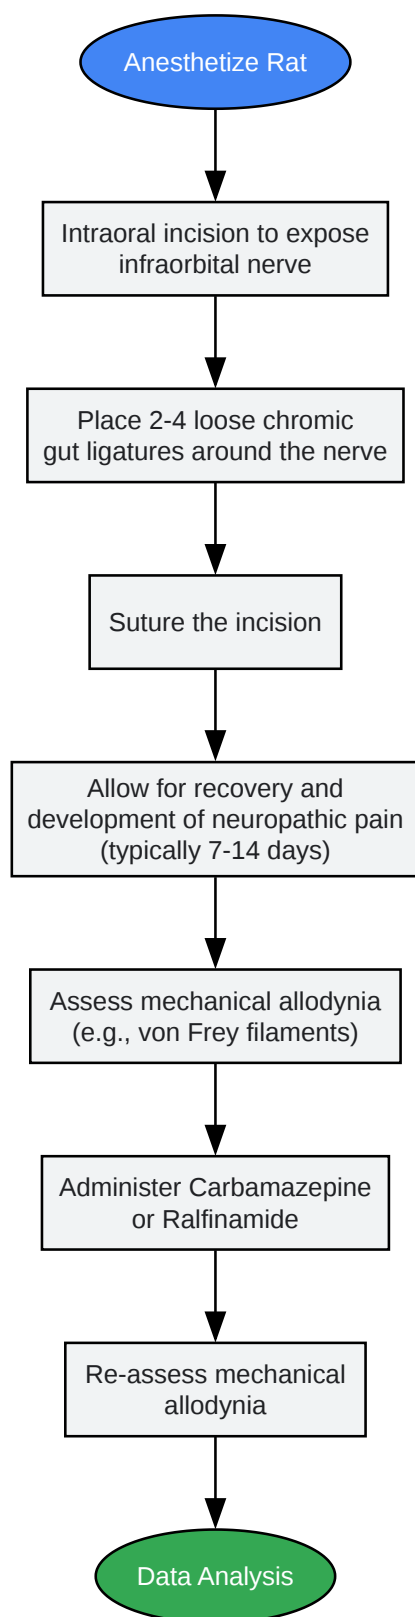 Anesthetize Rat
Intraoral incision to expose
infraorbital nerve
Place 2-4 loose chromic
gut ligatures around the nerve
Suture the incision
Allow for recovery and
development of neuropathic pain
(typically 7-14 days)
Assess mechanical allodynia
(e.g., von Frey filaments)
Administer Carbamazepine
or Ralfinamide
Re-assess mechanical
allodynia
Data Analysis